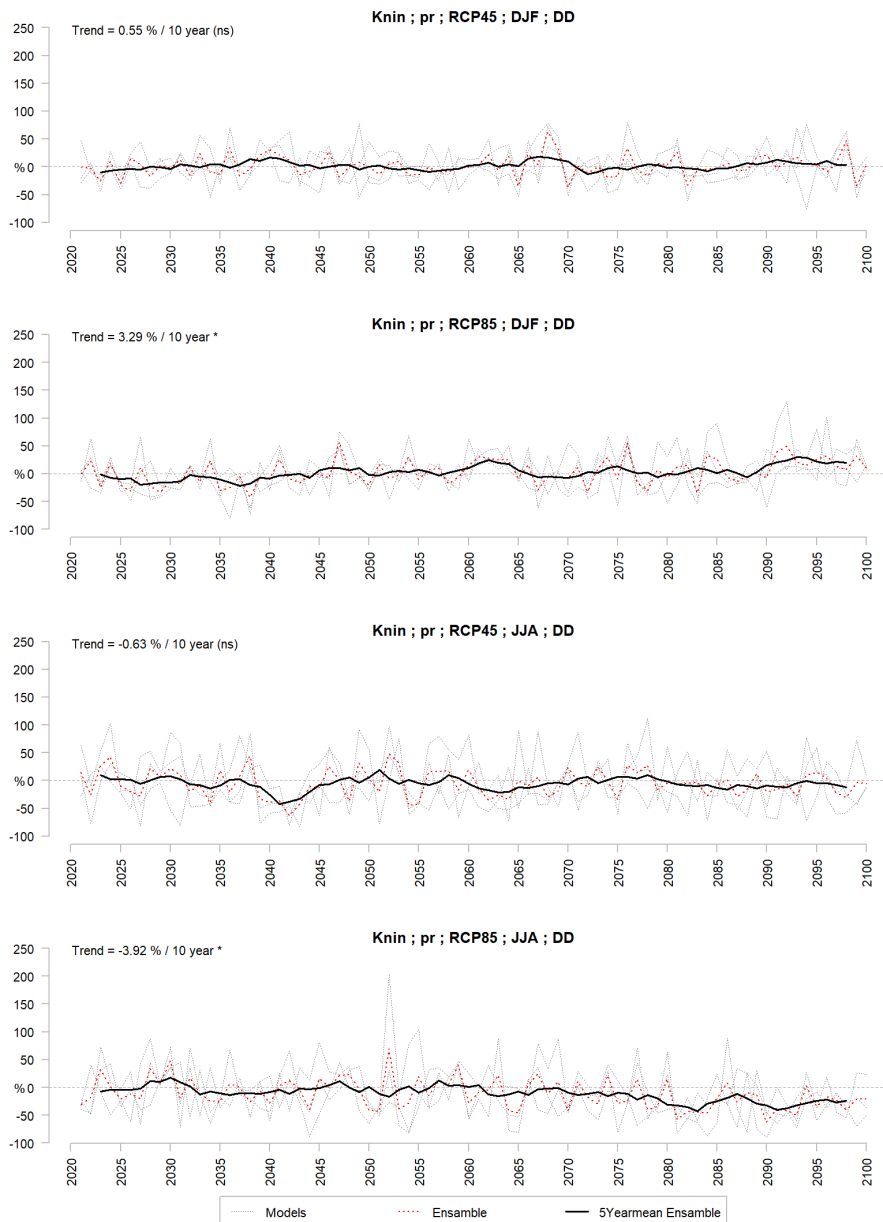 Knin ; pr ; RCP45 ; DJF ; DD
Trend = 0.55 % / 10 year (ns)
250
200
150
100
50
% 0
-50
-100
2020 2025 2030 2035 2040 2045 2050 2055 2060 2065 2070 2075 2080 2085 2090 2095 2100
Knin ; pr ; RCP85 ; DJF ; DD
Trend = 3.29 % / 10 year *
250
200
150
100
50
% 0
-50
-100
2020 2025 2030 2035 2040 2045 2050 2055 2060 2065 2070 2075 2080 2085 2090 2095 2100
Knin ; pr ; RCP45 ; JJA ; DD
Trend = -0.63 % / 10 year (ns)
250
200
150
100
50
% 0
-50
-100
2020 2025 2030 2035 2040 2045 2050 2055 2060 2065 2070 2075 2080 2085 2090 2095 2100
Knin ; pr ; RCP85 ; JJA ; DD
Trend = -3.92 % / 10 year *
250
200
150
100
50
% 0
-50
-100
2020 2025 2030 2035 2040 2045 2050 2055 2060 2065 2070 2075 2080 2085 2090 2095 2100
Models Ensamble 5Yearmean Ensamble